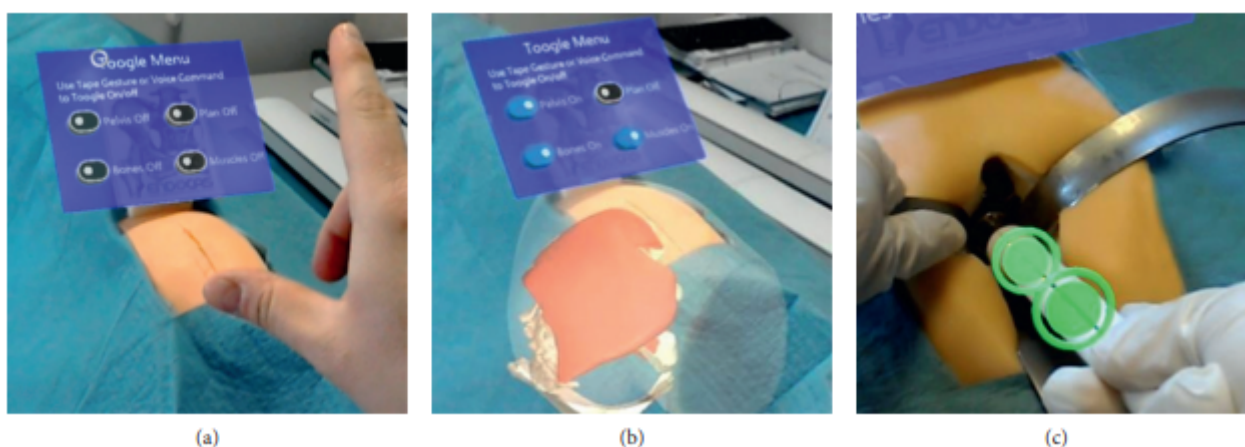 Toogle Menu
Use Tape Gesture or Voice Command
to Toogle On/off
Pelvis Off
Plan Off
Bones Off
Muscles Off
Toogle Menu
Use Tape Gesture or Voice Command
to Toogle On/off
Pelvis On
Plan Off
Bones On
Muscles On
(a)
(b)
(c)